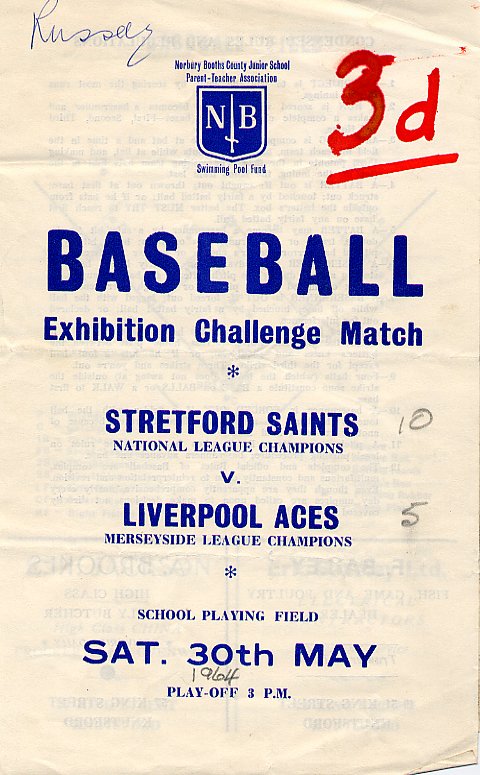 Norbury Booths County Junior School
Parent-Teacher Association
3d
N B
Swimming Pool Fund
BASEBALL
Exhibition Challenge Match
*
STRETFORD SAINTS 10
NATIONAL LEAGUE CHAMPIONS
v.
LIVERPOOL ACES 5
MERSEYSIDE LEAGUE CHAMPIONS
*
SCHOOL PLAYING FIELD
SAT. 30th MAY
1964
PLAY-OFF 3 P.M.